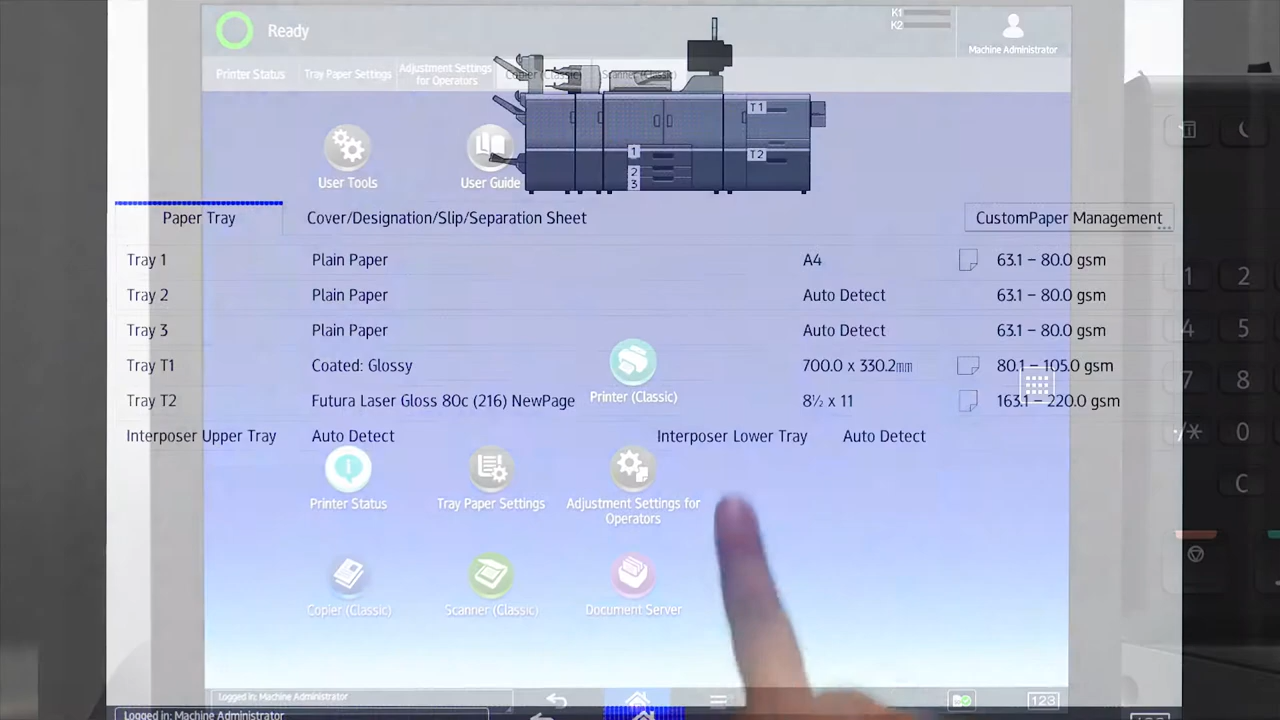 K1
K2
Ready
Machine Administrator
Printer Status
Tray Paper Settings
Adjustment Settings
for Operators
Copier (Classic)
Scanner (Classic)
T1
T2
1
2
3
User Tools
User Guide
Paper Tray
Cover/Designation/Slip/Separation Sheet
CustomPaper Management
Tray 1 Plain Paper A4 63.1 – 80.0 gsm
Tray 2 Plain Paper Auto Detect 63.1 – 80.0 gsm
Tray 3 Plain Paper Auto Detect 63.1 – 80.0 gsm
Tray T1 Coated: Glossy 700.0 x 330.2mm 80.1 – 105.0 gsm
Tray T2 Futura Laser Gloss 80c (216) NewPage 8½ x 11 163.1 – 220.0 gsm
Interposer Upper Tray Auto Detect Interposer Lower Tray Auto Detect
Printer (Classic)
Printer Status
Tray Paper Settings
Adjustment Settings for
Operators
Copier (Classic)
Scanner (Classic)
Document Server
Logged in: Machine Administrator
123
Logged in: Machine Administrator
1 2
4 5
7 8
./* 0
C